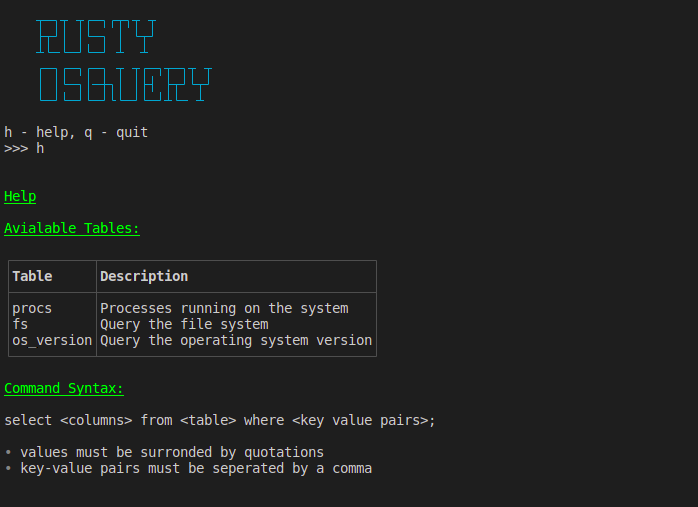 RUSTY
OSQUERY
h - help, q - quit
>>> h
Help
Avialable Tables:
Table Description
procs Processes running on the system
fs Query the file system
os_version Query the operating system version
Command Syntax:
select <columns> from <table> where <key value pairs>;
• values must be surronded by quotations
• key-value pairs must be seperated by a comma